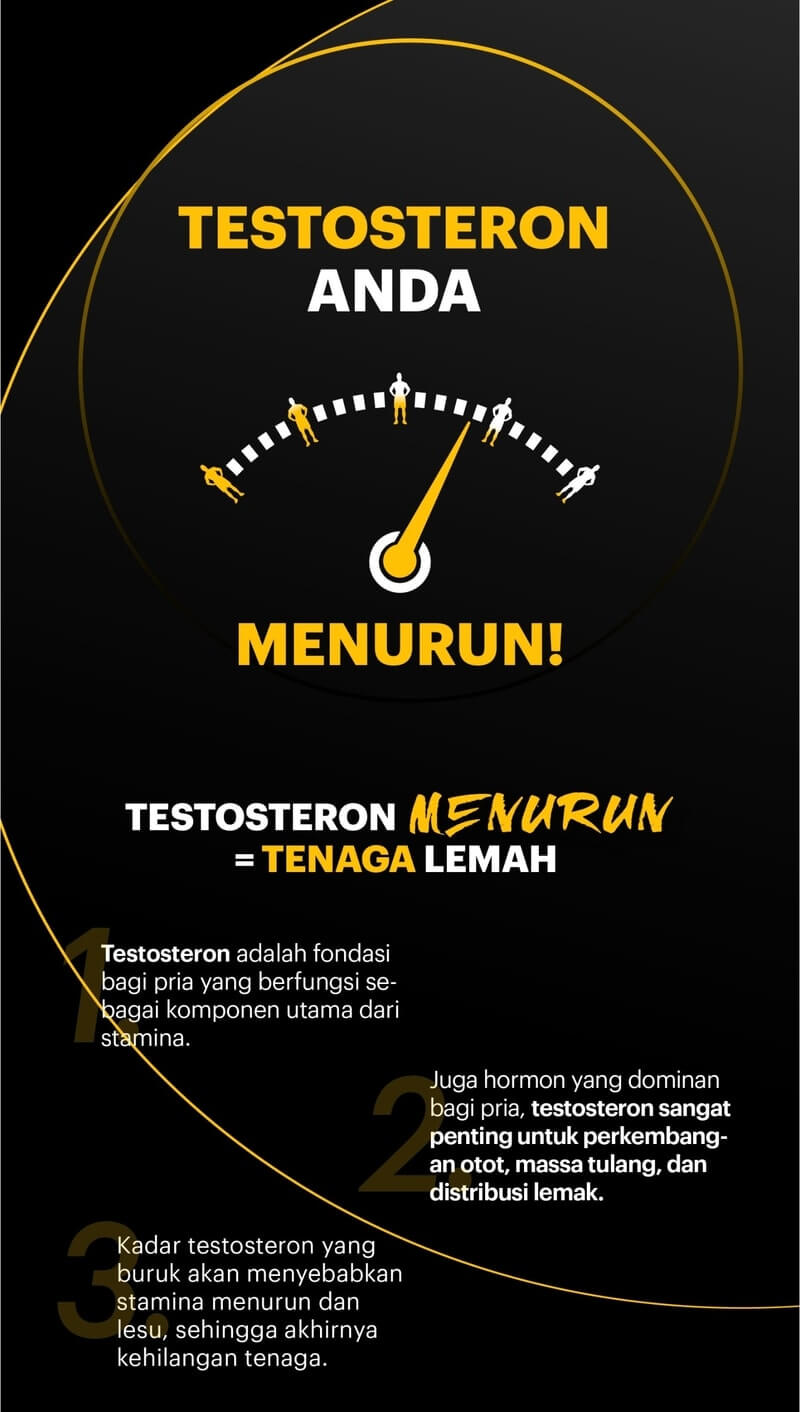 TESTOSTERON
ANDA
MENURUN!
TESTOSTERON MENURUN
= TENAGA LEMAH
1.
Testosteron adalah fondasi
bagi pria yang berfungsi se-
bagai komponen utama dari
stamina.
2.
Juga hormon yang dominan
bagi pria, testosteron sangat
penting untuk perkembang-
an otot, massa tulang, dan
distribusi lemak.
3.
Kadar testosteron yang
buruk akan menyebabkan
stamina menurun dan
lesu, sehingga akhirnya
kehilangan tenaga.